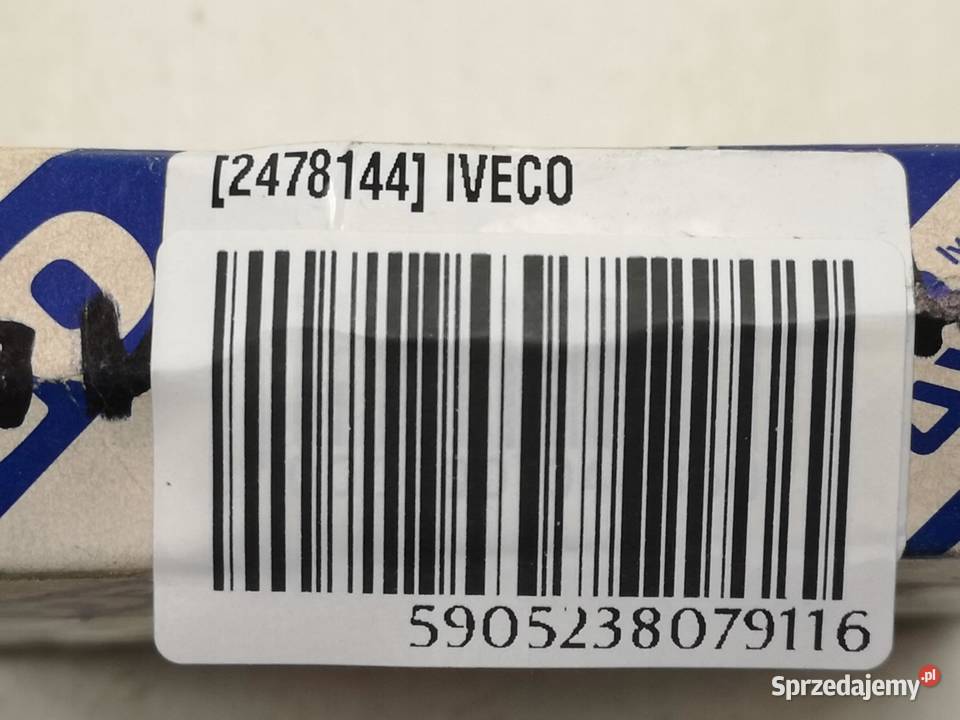 [2478144] IVECO
5905238079116
Sprzedajemy.pl